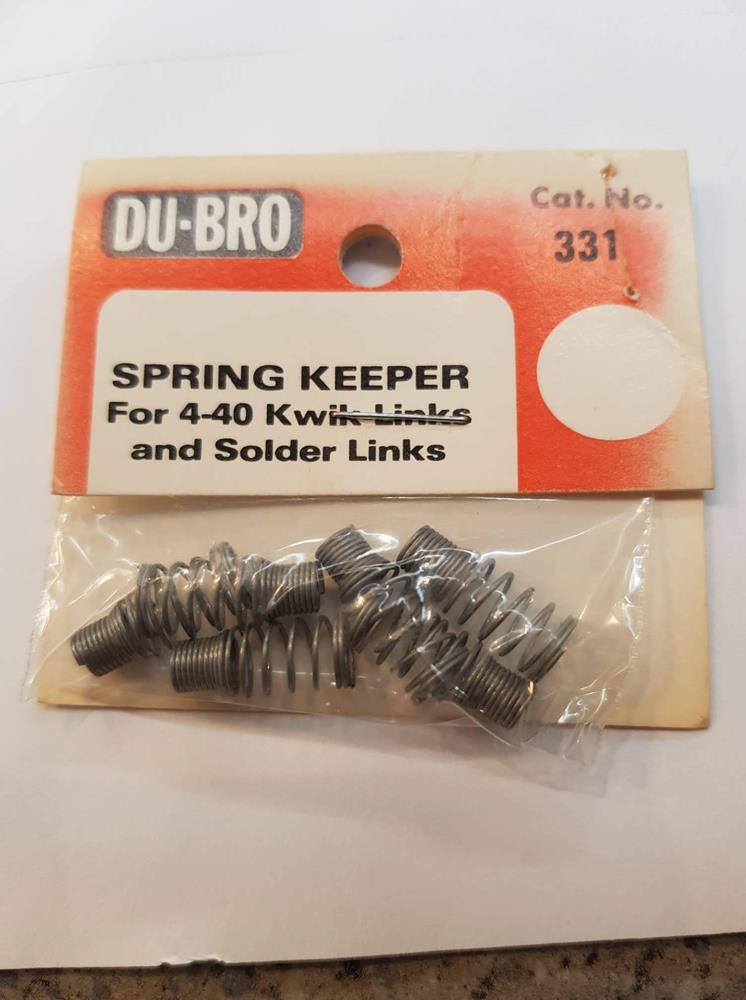 DU-BRO
Cat. No.
331
SPRING KEEPER
For 4-40 Kwik Links
and Solder Links